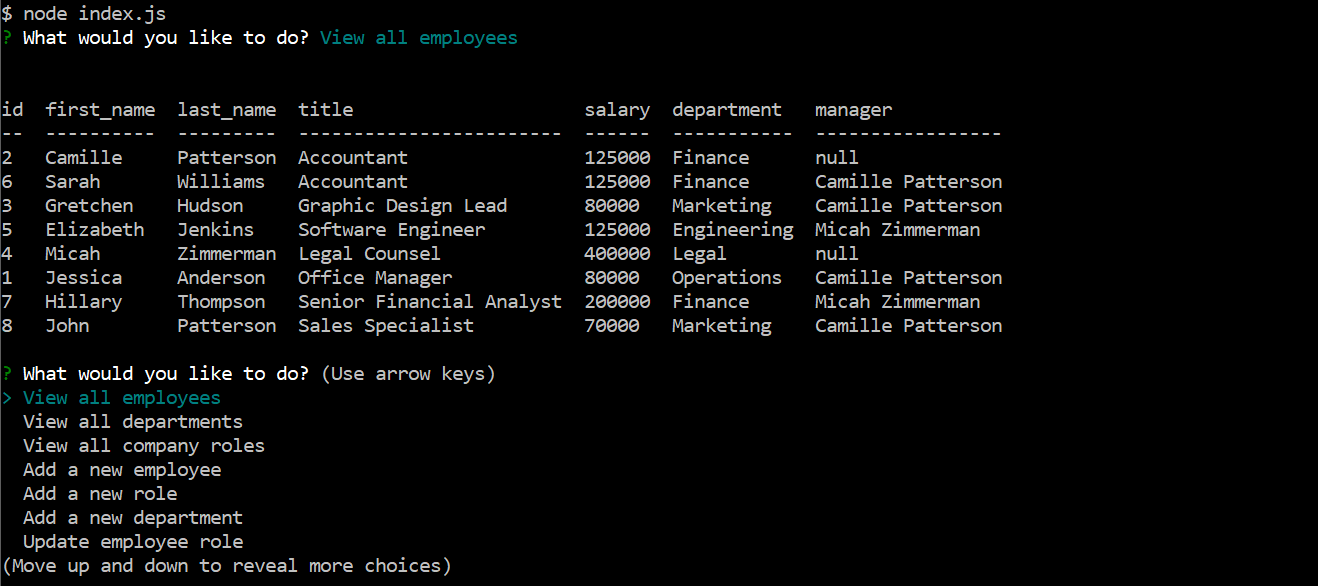 $ node index.js
? What would you like to do? View all employees
id  first_name  last_name  title                     salary  department   manager
--  ----------  ---------  ------------------------  ------  -----------  -----------------
2   Camille     Patterson  Accountant                125000  Finance      null
6   Sarah       Williams   Accountant                125000  Finance      Camille Patterson
3   Gretchen    Hudson     Graphic Design Lead       80000   Marketing    Camille Patterson
5   Elizabeth   Jenkins    Software Engineer         125000  Engineering  Micah Zimmerman
4   Micah       Zimmerman  Legal Counsel             400000  Legal        null
1   Jessica     Anderson   Office Manager            80000   Operations   Camille Patterson
7   Hillary     Thompson   Senior Financial Analyst  200000  Finance      Micah Zimmerman
8   John        Patterson  Sales Specialist          70000   Marketing    Camille Patterson
? What would you like to do? (Use arrow keys)
> View all employees
  View all departments
  View all company roles
  Add a new employee
  Add a new role
  Add a new department
  Update employee role
(Move up and down to reveal more choices)